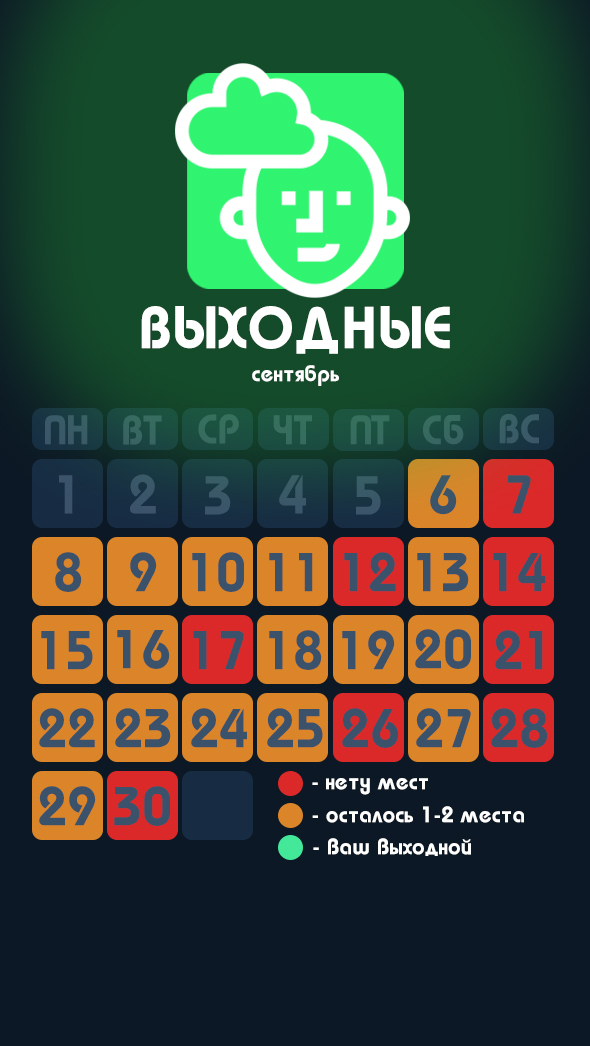 ВЫХОДНЫЕ
сентябрь
ПН ВТ СР ЧТ ПТ СБ ВС
1 2 3 4 5 6 7
8 9 10 11 12 13 14
15 16 17 18 19 20 21
22 23 24 25 26 27 28
29 30
- нету мест
- осталось 1-2 места
- Ваш Выходной